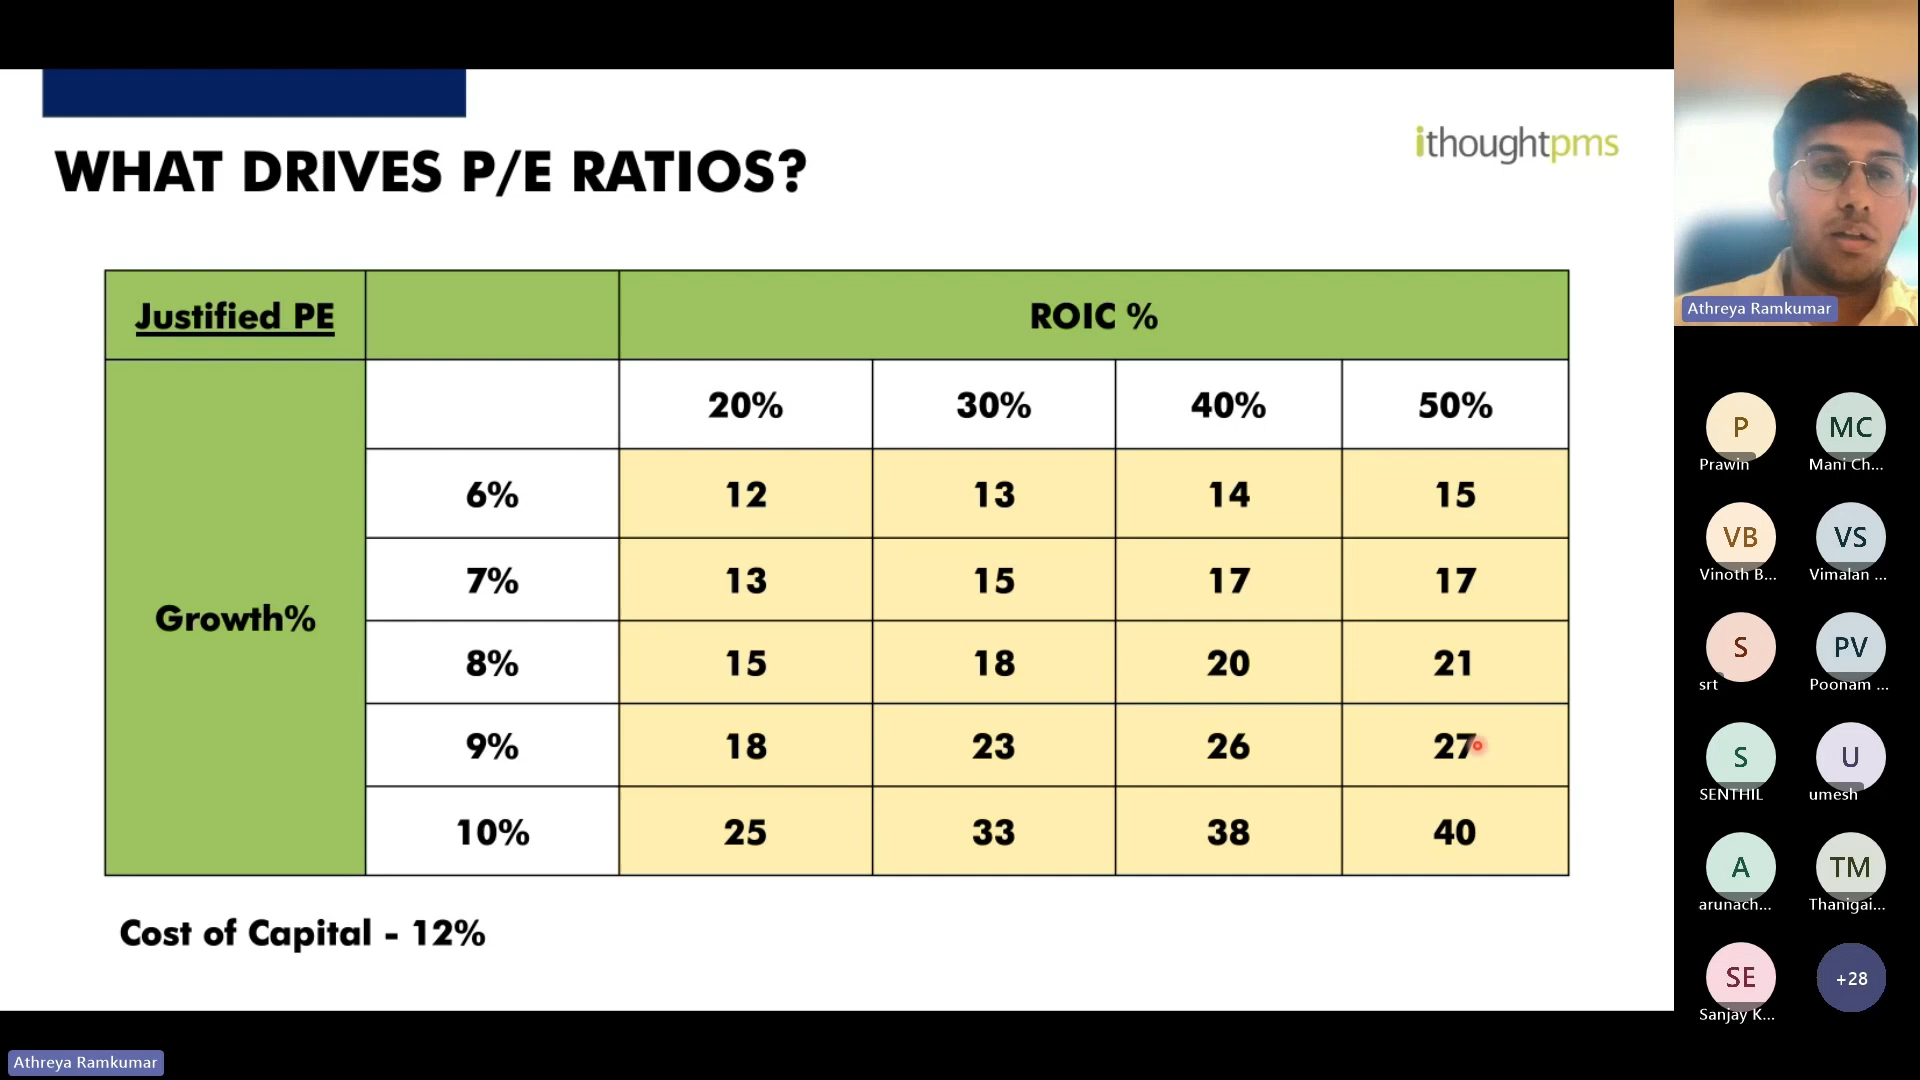 WHAT DRIVES P/E RATIOS?
ithoughtpms
Justified PE ROIC %
20% 30% 40% 50%
Growth%
6% 12 13 14 15
7% 13 15 17 17
8% 15 18 20 21
9% 18 23 26 27
10% 25 33 38 40
Cost of Capital - 12%
Athreya Ramkumar
Athreya Ramkumar
P MC
Prawin Mani Ch...
VB VS
Vinoth B... Vimalan ...
S PV
srt Poonam ...
S U
SENTHIL umesh
A TM
arunach... Thanigai...
SE +28
Sanjay K...